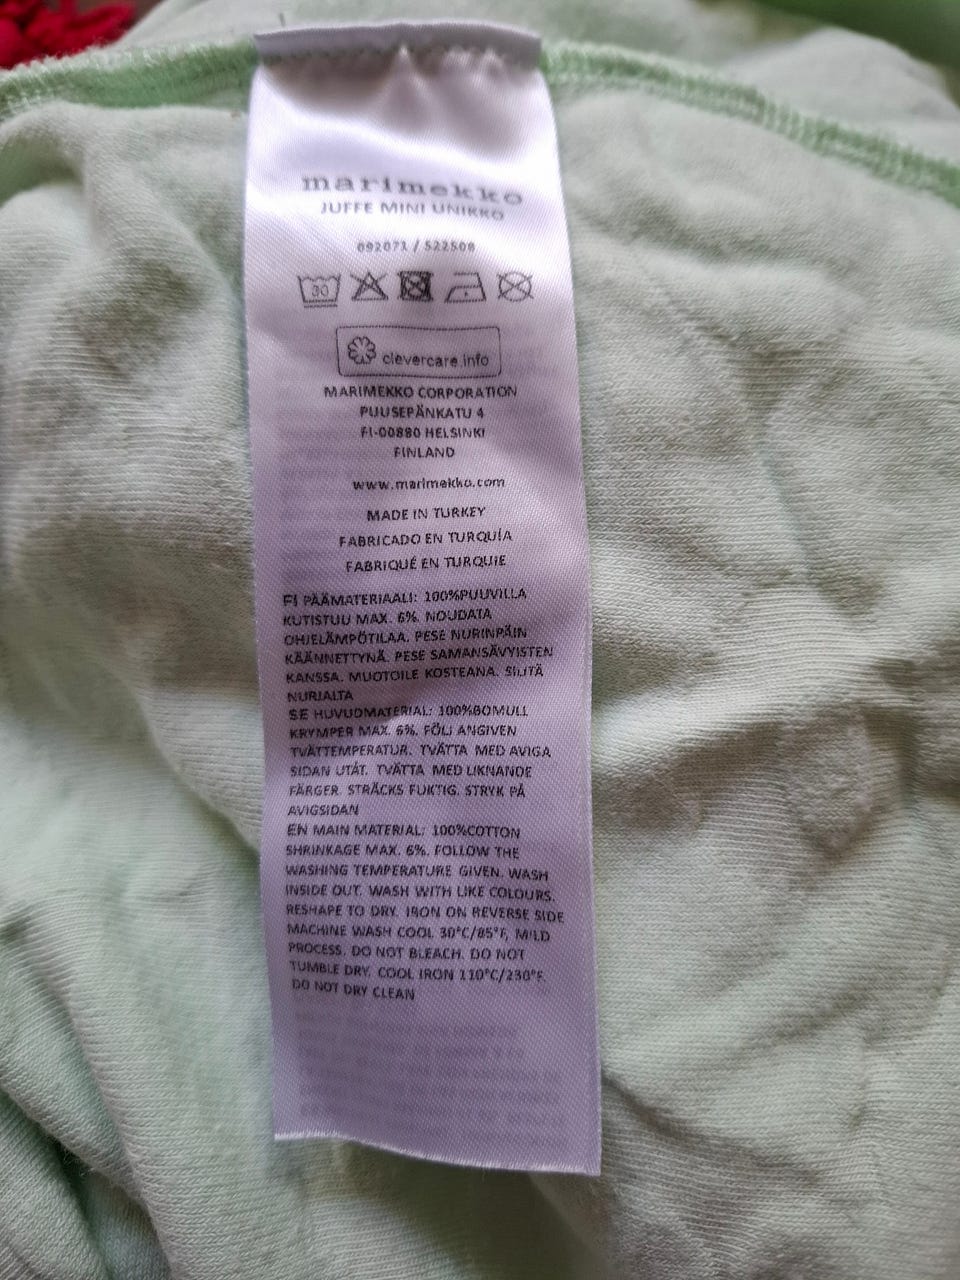 marimekko
JUFFE MINI UNIKKO
092071 / 522508
30
clevercare.info
MARIMEKKO CORPORATION
PUUSEPÄNKATU 4
FI-00880 HELSINKI
FINLAND
www.marimekko.com
MADE IN TURKEY
FABRICADO EN TURQUÍA
FABRIQUÉ EN TURQUIE
FI PÄÄMATERIAALI: 100%PUUVILLA
KUTISTUU MAX. 6%. NOUDATA
OHJELÄMPÖTILAA. PESE NURINPÄIN
KÄÄNNETTYNÄ. PESE SAMANSÄVYISTEN
KANSSA. MUOTOILE KOSTEANA. SILITÄ
NURJALTA
SE HUVUDMATERIAL: 100%BOMULL
KRYMPER MAX. 6%. FÖLJ ANGIVEN
TVÄTTEMPERATUR. TVÄTTA MED AVIGA
SIDAN UTÅT. TVÄTTA MED LIKNANDE
FÄRGER. STRÄCKS FUKTIG. STRYK PÅ
AVIGSIDAN
EN MAIN MATERIAL: 100%COTTON
SHRINKAGE MAX. 6%. FOLLOW THE
WASHING TEMPERATURE GIVEN. WASH
INSIDE OUT. WASH WITH LIKE COLOURS.
RESHAPE TO DRY. IRON ON REVERSE SIDE
MACHINE WASH COOL 30°C/85°F, MILD
PROCESS. DO NOT BLEACH. DO NOT
TUMBLE DRY. COOL IRON 110°C/230°F.
DO NOT DRY CLEAN